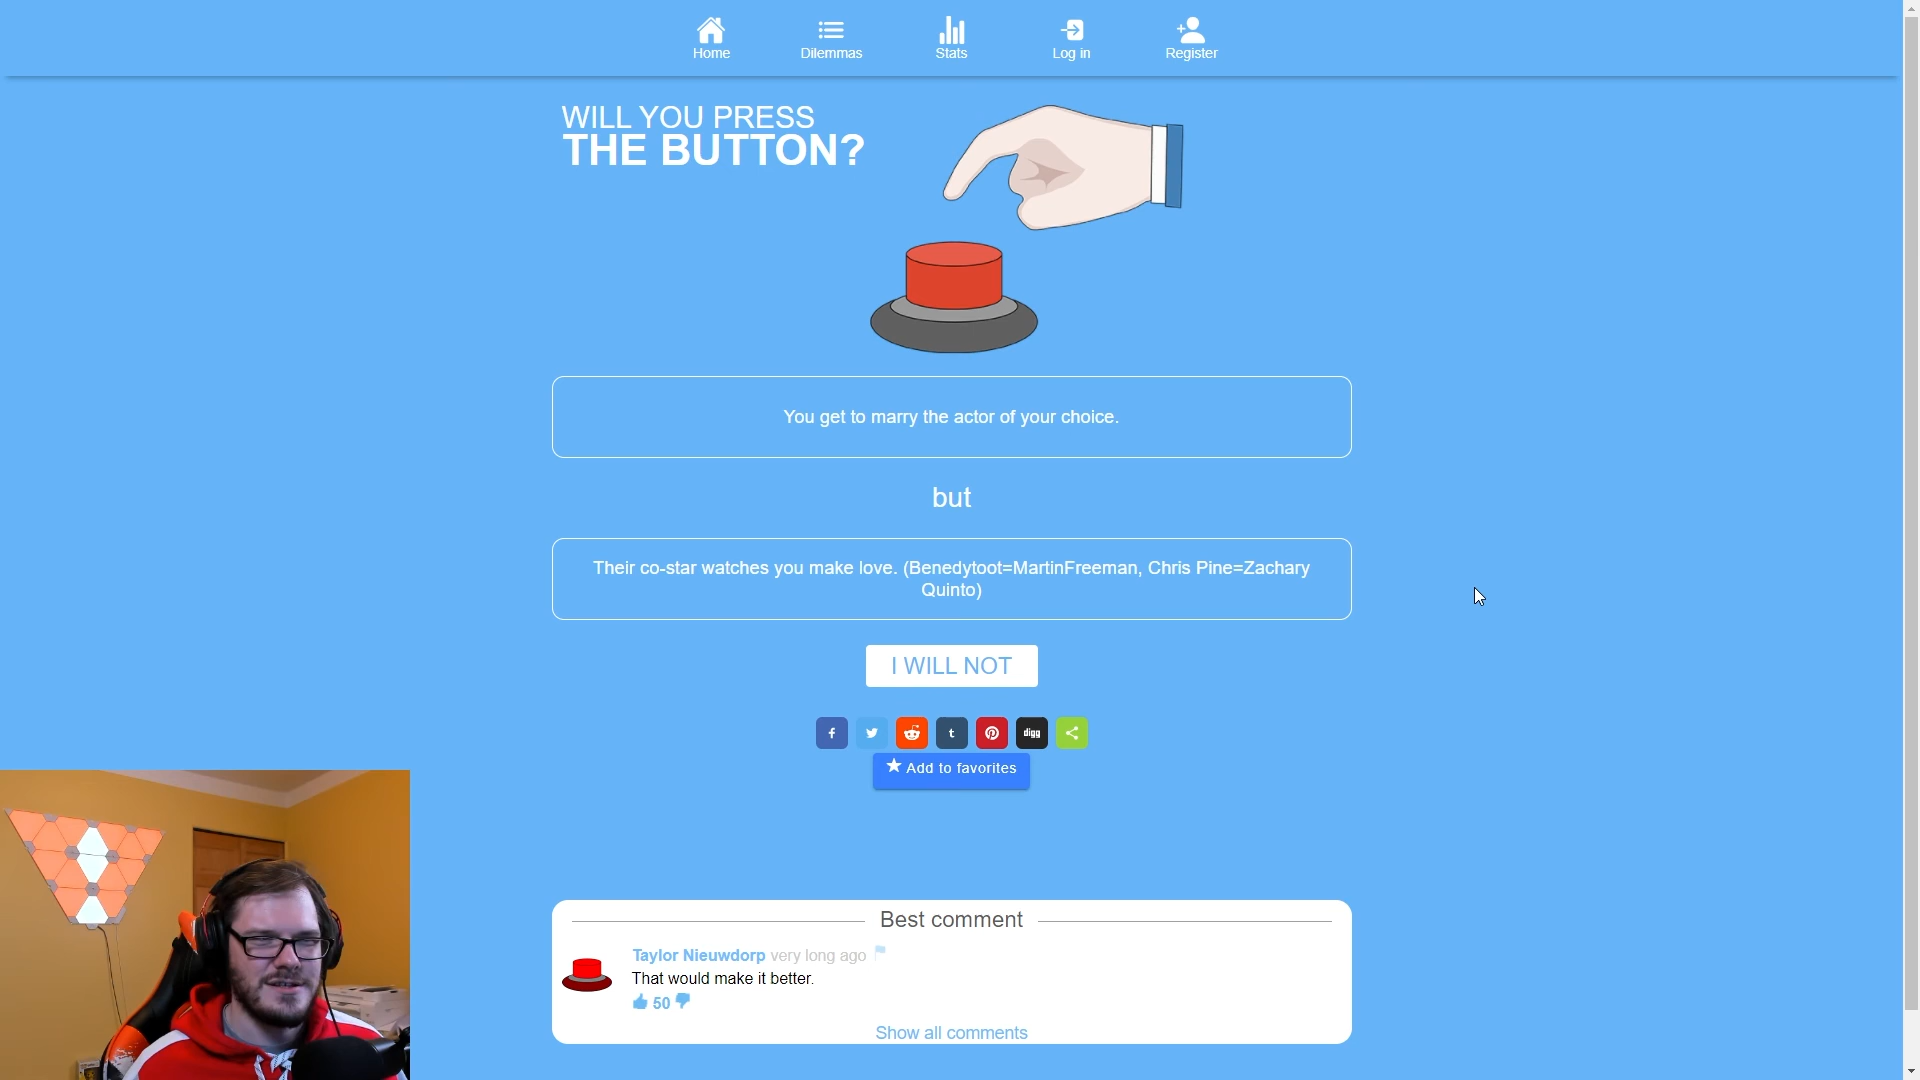 Home
Dilemmas
Stats
Log in
Register
WILL YOU PRESS
THE BUTTON?
You get to marry the actor of your choice.
but
Their co-star watches you make love. (Benedytoot=MartinFreeman, Chris Pine=Zachary
Quinto)
I WILL NOT
f
t
digg
Add to favorites
Best comment
Taylor Nieuwdorp very long ago
That would make it better.
50
Show all comments